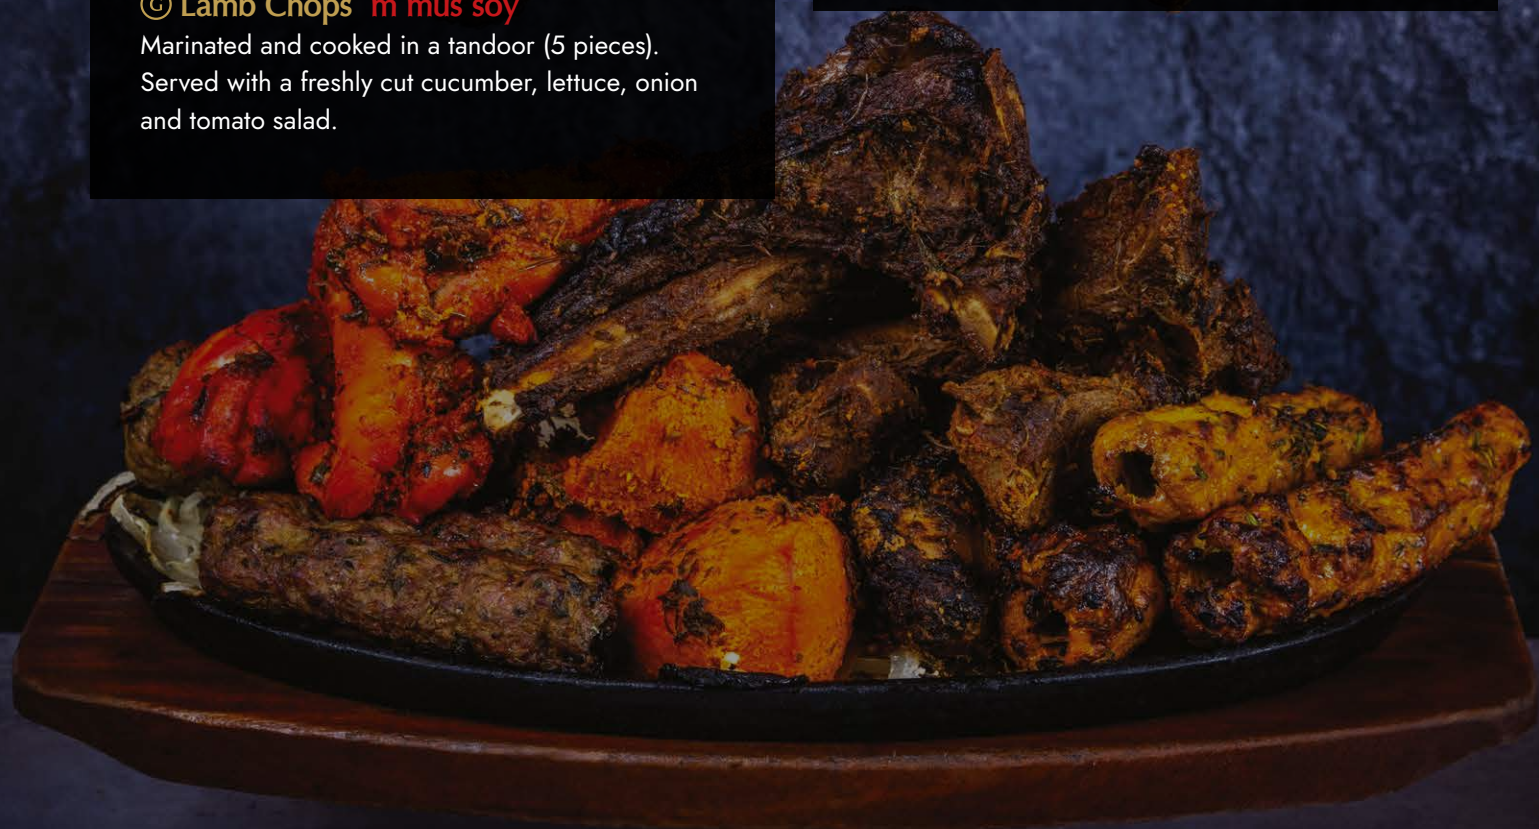 G Lamb Chops m mus soy
Marinated and cooked in a tandoor (5 pieces).
Served with a freshly cut cucumber, lettuce, onion
and tomato salad.